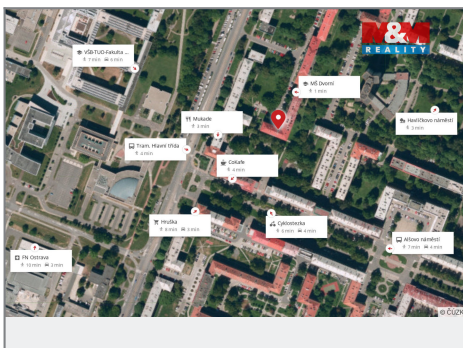 M&M
REALITY
VŠB-TUO-Fakulta ...
7 min 6 min
MŠ Dvorní
1 min
Havlíčkovo náměstí
3 min
Mukade
3 min
Tram. Hlavní třída
4 min
Cokafe
4 min
Hruška
6 min 5 min
Cyklostezka
6 min 4 min
Alšovo náměstí
7 min 4 min
FN Ostrava
10 min 3 min
© ČÚZK